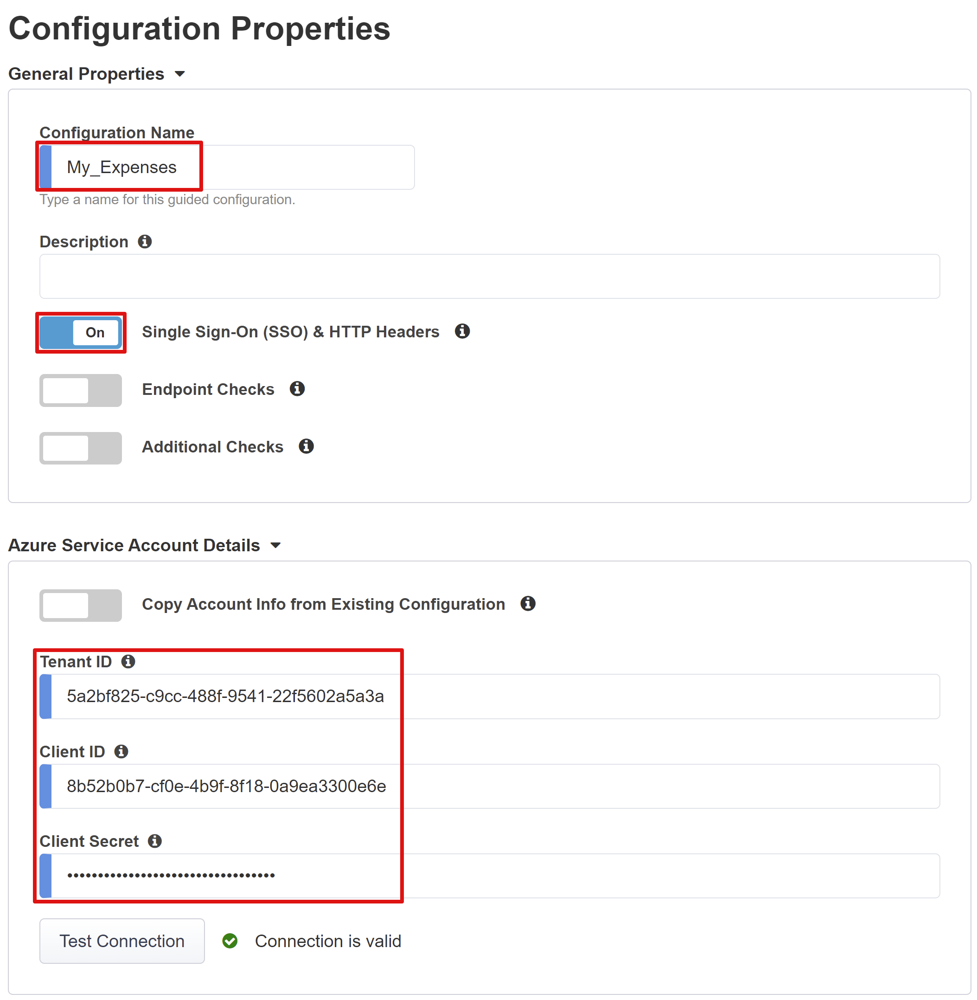 Configuration Properties
General Properties
Configuration Name
My_Expenses
Type a name for this guided configuration.
Description
On
Single Sign-On (SSO) & HTTP Headers
Endpoint Checks
Additional Checks
Azure Service Account Details
Copy Account Info from Existing Configuration
Tenant ID
5a2bf825-c9cc-488f-9541-22f5602a5a3a
Client ID
8b52b0b7-cf0e-4b9f-8f18-0a9ea3300e6e
Client Secret
••••••••••••••••••••••••••••••••••
Test Connection
Connection is valid